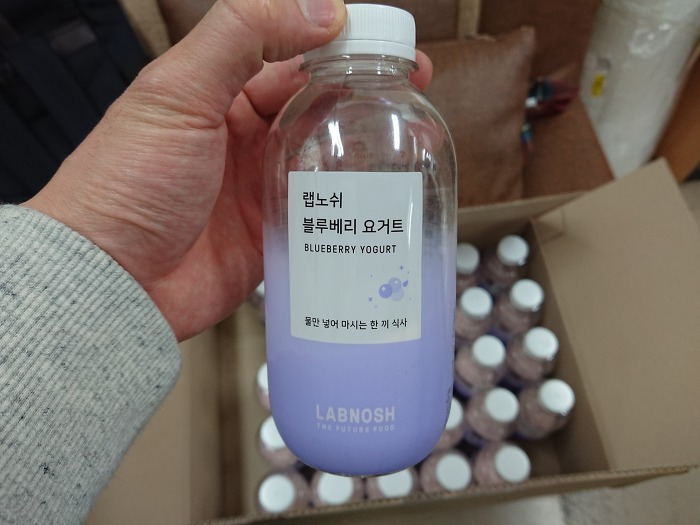 랩노쉬
블루베리 요거트
BLUEBERRY YOGURT
물만 넣어 마시는 한 끼 식사
LABNOSH
THE FUTURE FOOD